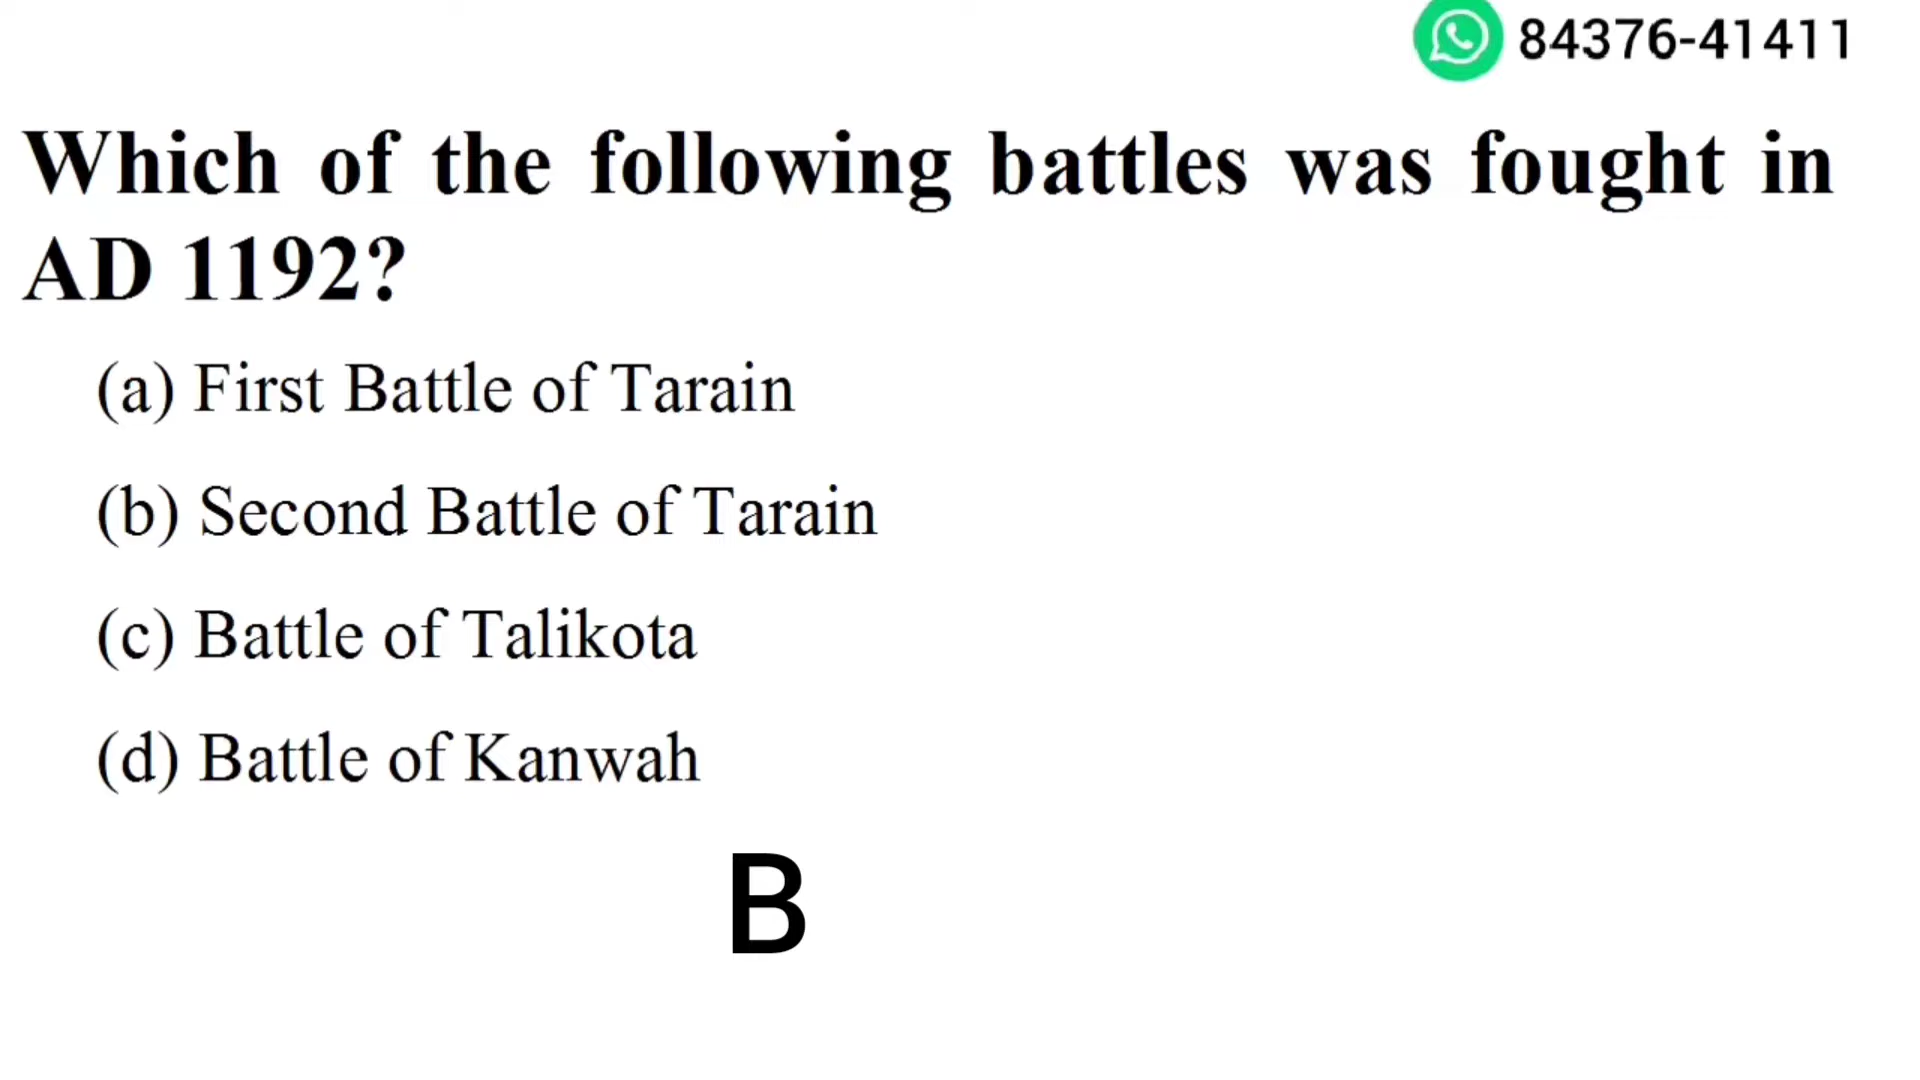 84376-41411
Which of the following battles was fought in
AD 1192?
(a) First Battle of Tarain
(b) Second Battle of Tarain
(c) Battle of Talikota
(d) Battle of Kanwah
B